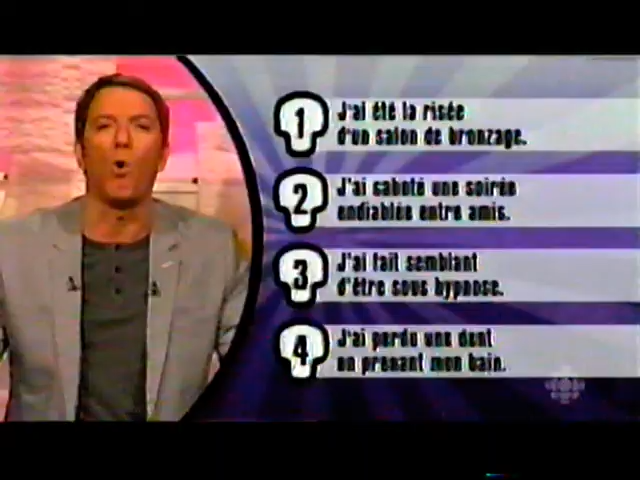 1
J'ai été la risée
d'un salon de bronzage.
2
J'ai saboté une soirée
endiablée entre amis.
3
J'ai fait semblant
d'être sous hypnose.
4
J'ai perdu une dent
en prenant mon bain.